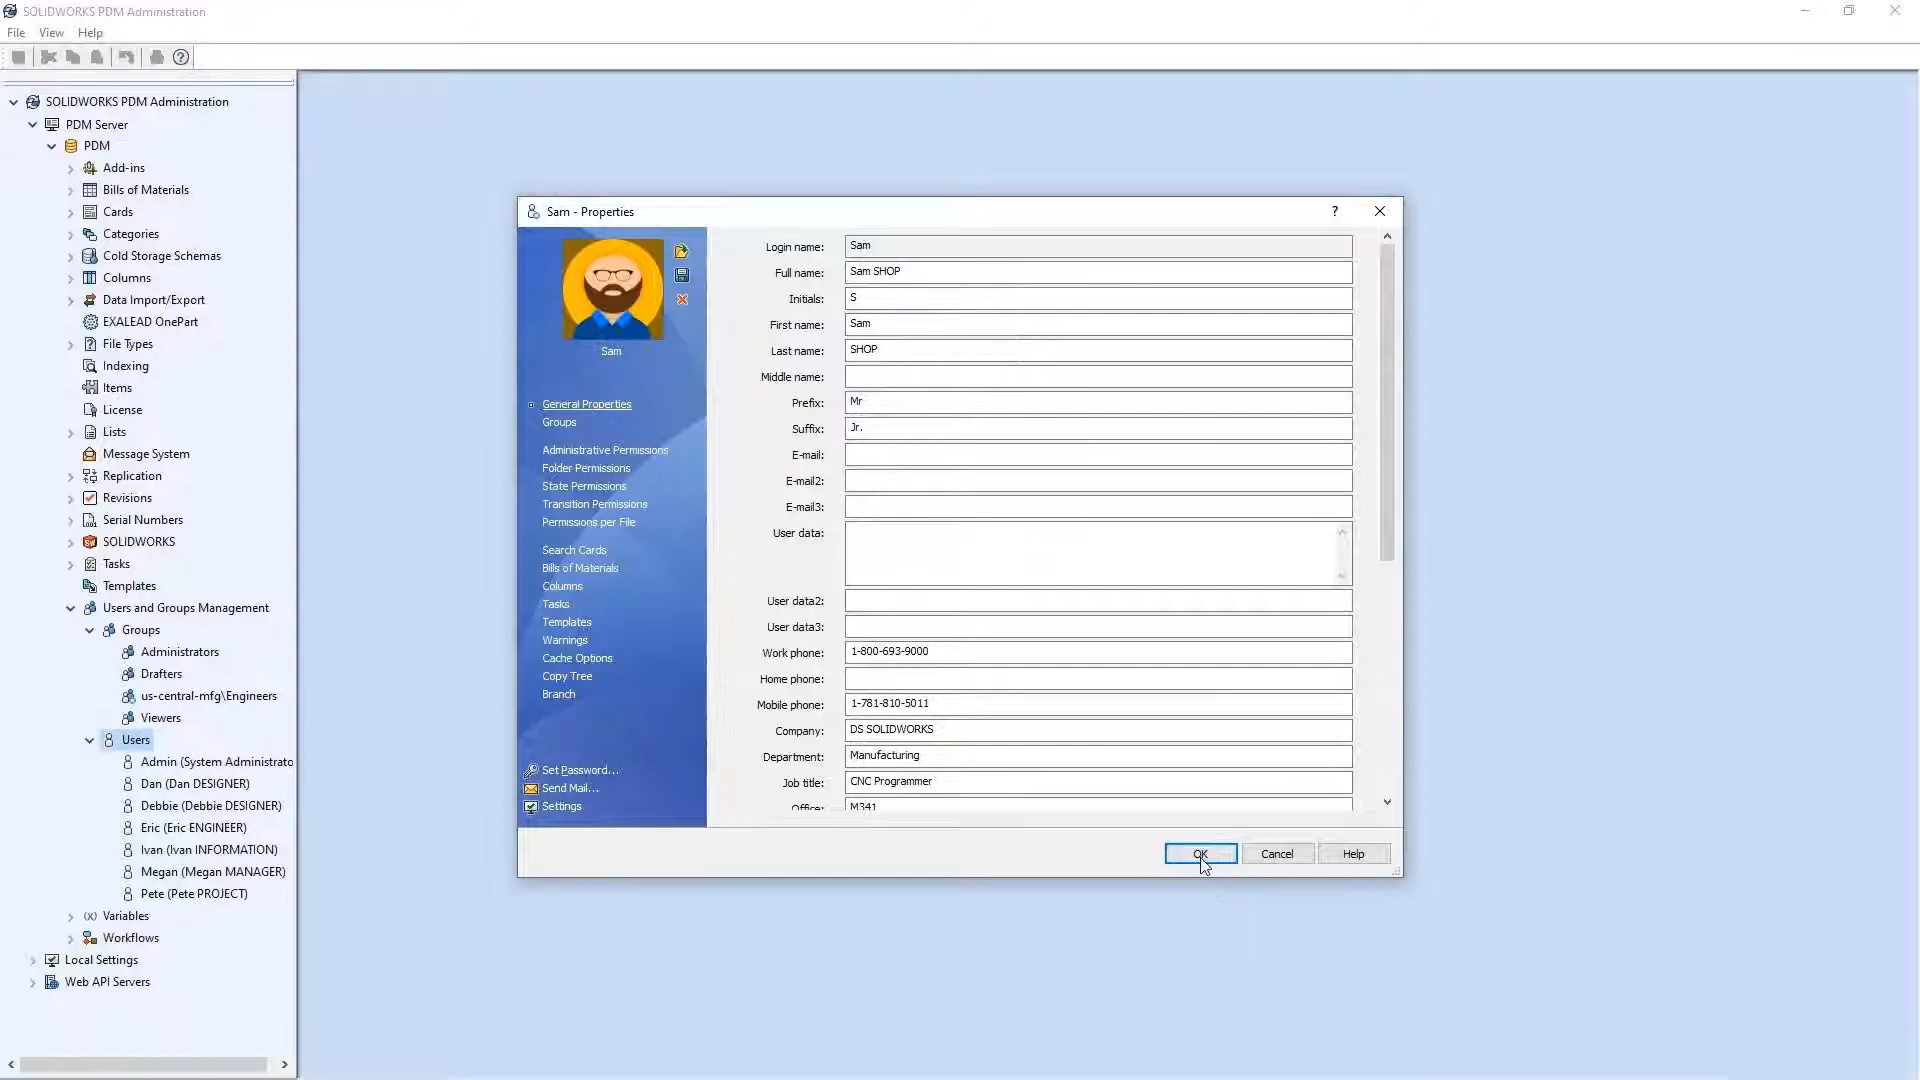 SOLIDWORKS PDM Administration
File View Help
SOLIDWORKS PDM Administration
PDM Server
PDM
Add-ins
Bills of Materials
Cards
Categories
Cold Storage Schemas
Columns
Data Import/Export
EXALEAD OnePart
File Types
Indexing
Items
License
Lists
Message System
Replication
Revisions
Serial Numbers
SOLIDWORKS
Tasks
Templates
Users and Groups Management
Groups
Administrators
Drafters
us-central-mfg\Engineers
Viewers
Users
Admin (System Administrato
Dan (Dan DESIGNER)
Debbie (Debbie DESIGNER)
Eric (Eric ENGINEER)
Ivan (Ivan INFORMATION)
Megan (Megan MANAGER)
Pete (Pete PROJECT)
Variables
Workflows
Local Settings
Web API Servers
Sam - Properties
Sam
General Properties
Groups
Administrative Permissions
Folder Permissions
State Permissions
Transition Permissions
Permissions per File
Search Cards
Bills of Materials
Columns
Tasks
Templates
Warnings
Cache Options
Copy Tree
Branch
Set Password...
Send Mail...
Settings
Login name: Sam
Full name: Sam SHOP
Initials: S
First name: Sam
Last name: SHOP
Middle name:
Prefix: Mr
Suffix: Jr.
E-mail:
E-mail2:
E-mail3:
User data:
User data2:
User data3:
Work phone: 1-800-693-9000
Home phone:
Mobile phone: 1-781-810-5011
Company: DS SOLIDWORKS
Department: Manufacturing
Job title: CNC Programmer
Office: M341
OK Cancel Help